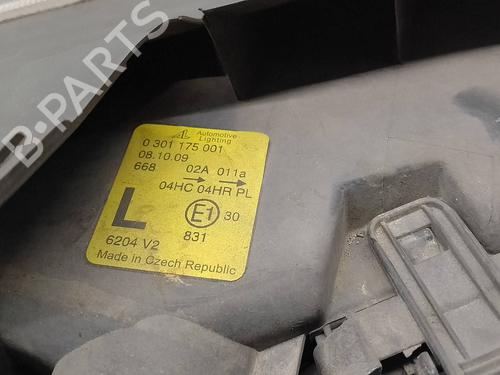 B-PARTS
AL Automotive
Lighting
0 301 175 001
08.10.09
668 02A 011a
04HC 04HR PL
L E1 30
6204 V2 831
Made in Czech Republic